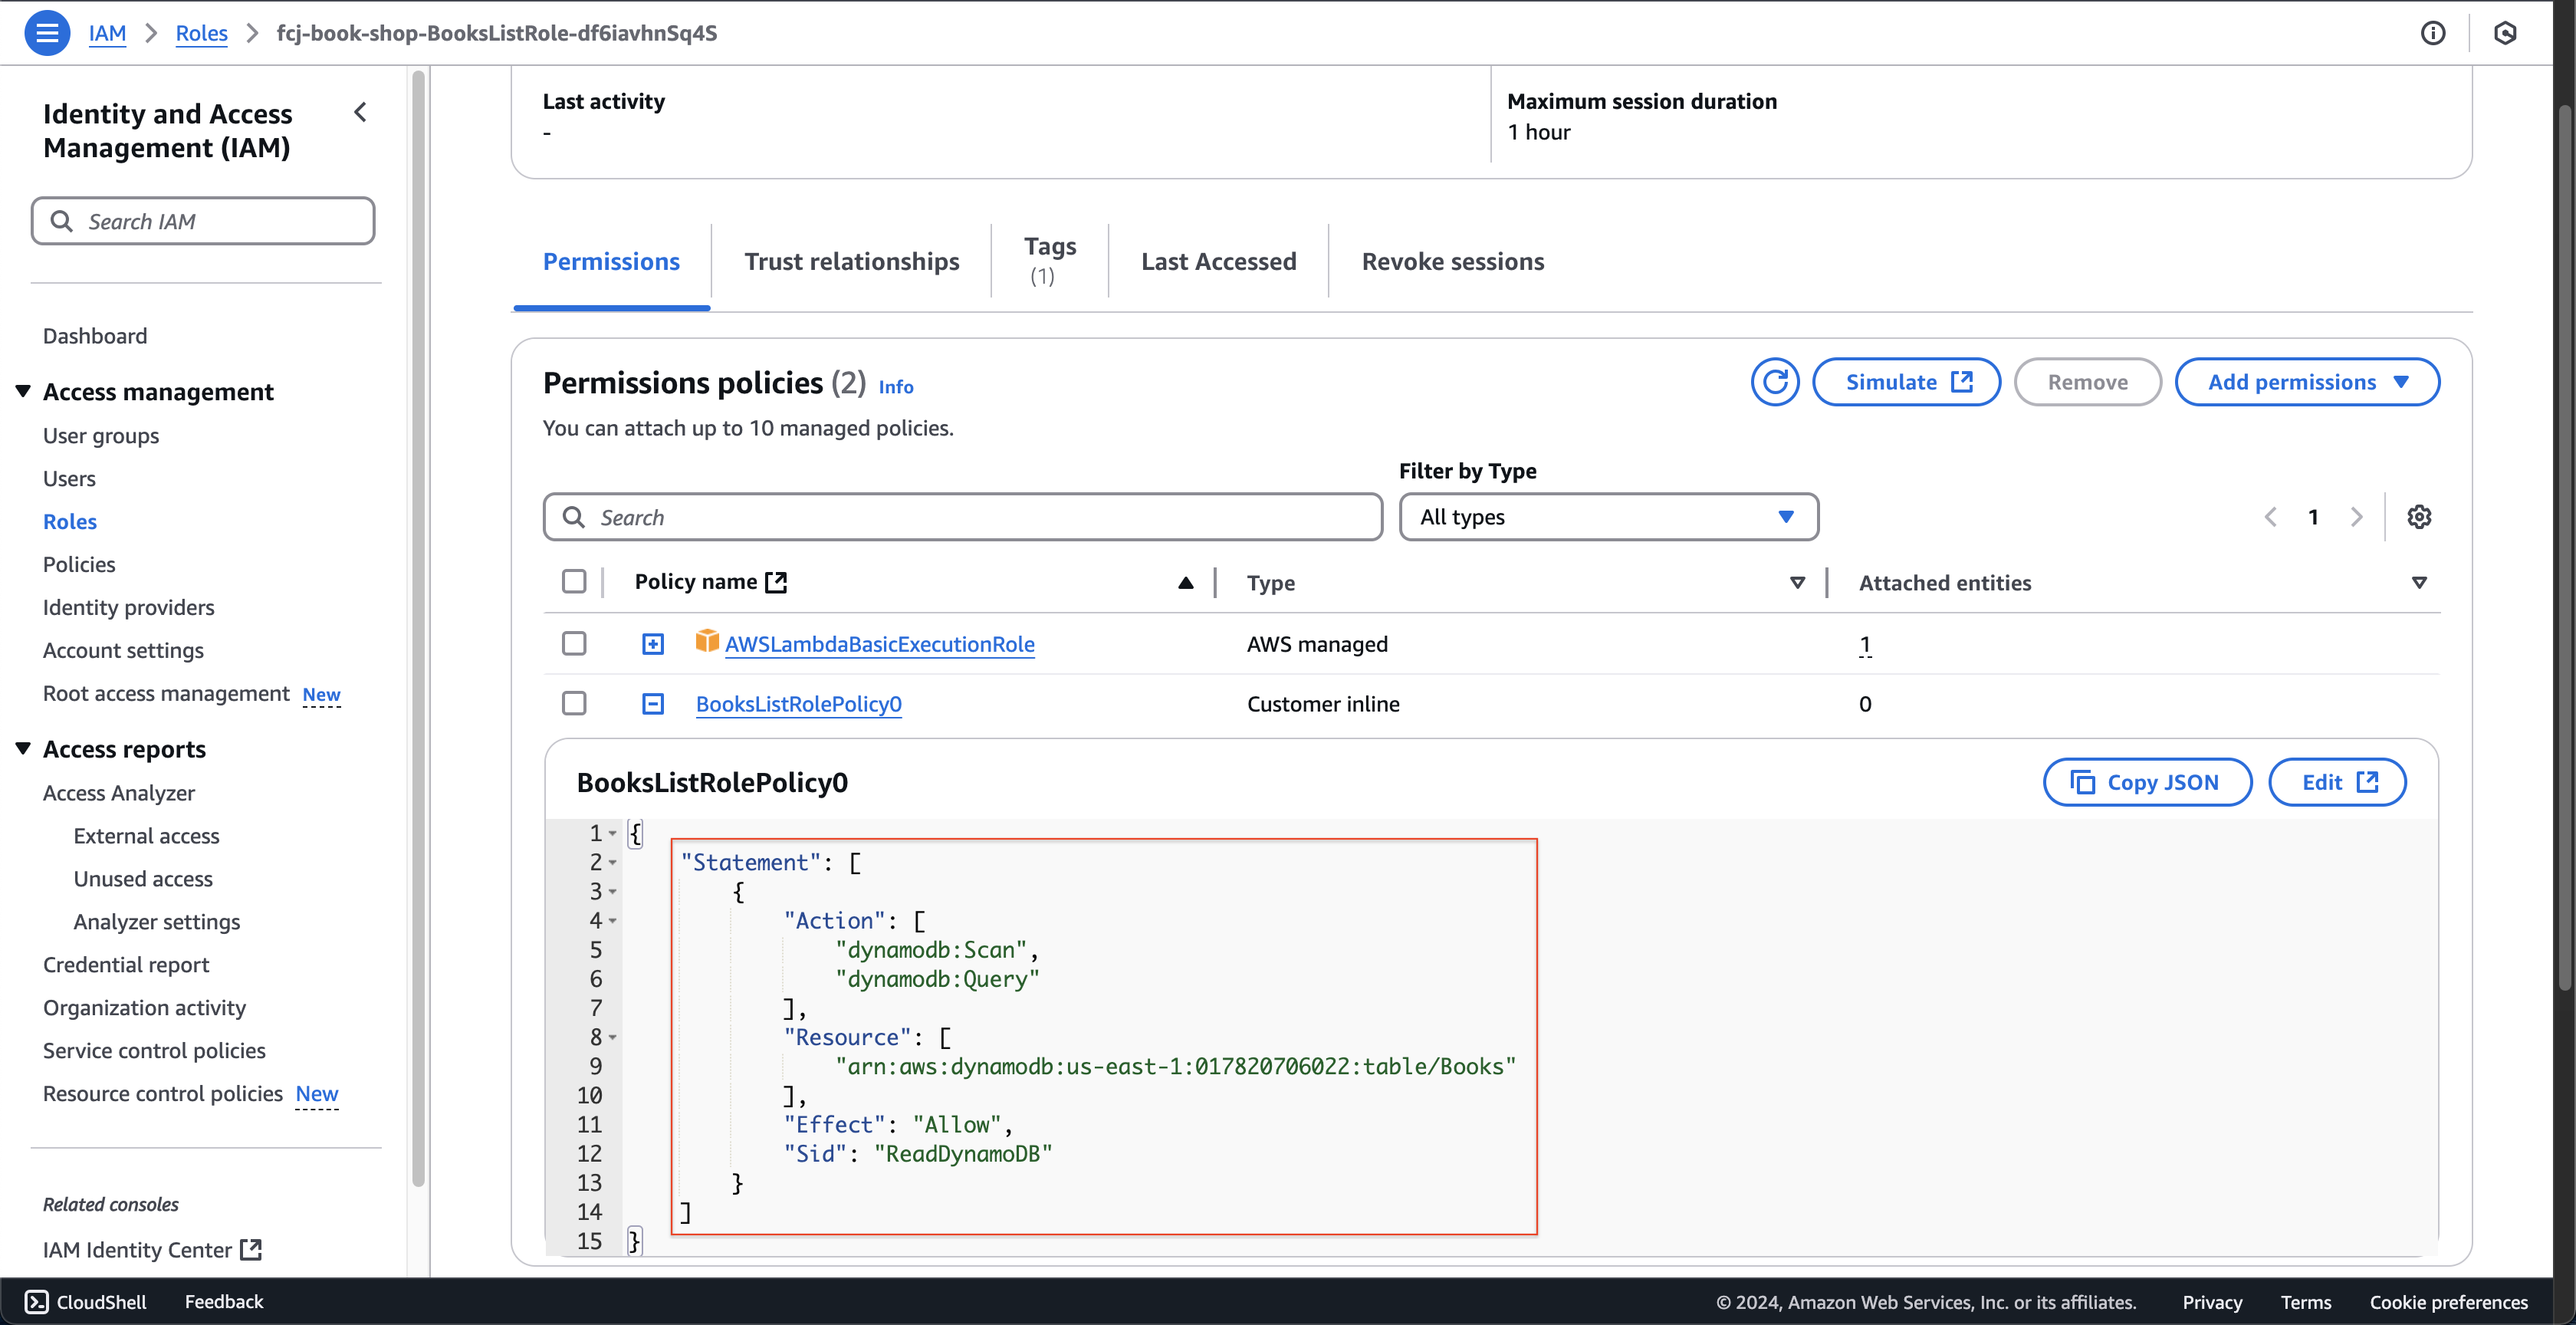 IAM > Roles > fcj-book-shop-BooksListRole-df6iavhnSq4S
Identity and Access
Management (IAM)
Search IAM
Dashboard
Access management
User groups
Users
Roles
Policies
Identity providers
Account settings
Root access management New
Access reports
Access Analyzer
External access
Unused access
Analyzer settings
Credential report
Organization activity
Service control policies
Resource control policies New
Related consoles
IAM Identity Center
Last activity
-
Maximum session duration
1 hour
Permissions
Trust relationships
Tags
(1)
Last Accessed
Revoke sessions
Permissions policies (2) Info
You can attach up to 10 managed policies.
Simulate
Remove
Add permissions
Filter by Type
Search
All types
1
Policy name Type Attached entities
AWSLambdaBasicExecutionRole AWS managed 1
BooksListRolePolicy0 Customer inline 0
BooksListRolePolicy0
Copy JSON
Edit
1 {
2 "Statement": [
3 {
4 "Action": [
5 "dynamodb:Scan",
6 "dynamodb:Query"
7 ],
8 "Resource": [
9 "arn:aws:dynamodb:us-east-1:017820706022:table/Books"
10 ],
11 "Effect": "Allow",
12 "Sid": "ReadDynamoDB"
13 }
14 ]
15 }
CloudShell Feedback © 2024, Amazon Web Services, Inc. or its affiliates. Privacy Terms Cookie preferences